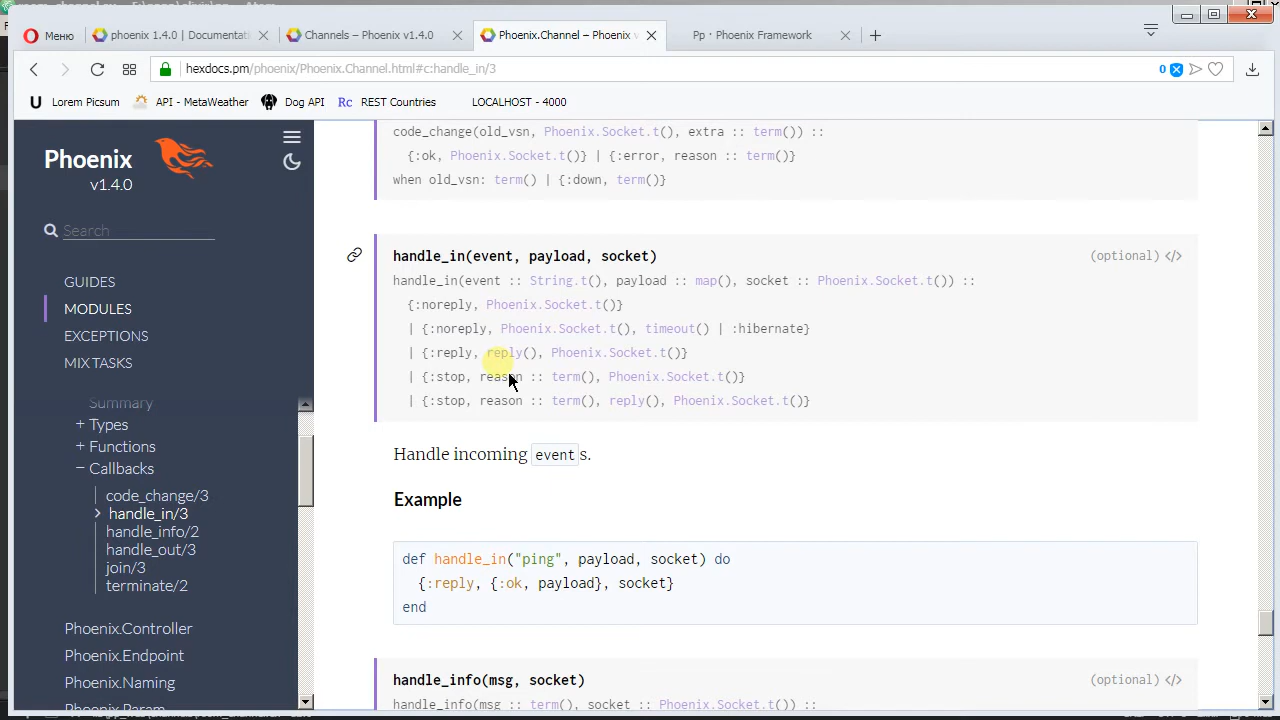 Меню
phoenix 1.4.0 | Documentati
Channels – Phoenix v1.4.0
Phoenix.Channel – Phoenix v
Pp Phoenix Framework
hexdocs.pm/phoenix/Phoenix.Channel.html#c:handle_in/3
0
U Lorem Picsum
API - MetaWeather
Dog API
Rc REST Countries
LOCALHOST - 4000
Phoenix
v1.4.0
Search
GUIDES
MODULES
EXCEPTIONS
MIX TASKS
Summary
+ Types
+ Functions
− Callbacks
code_change/3
handle_in/3
handle_info/2
handle_out/3
join/3
terminate/2
Phoenix.Controller
Phoenix.Endpoint
Phoenix.Naming
Phoenix.Param
code_change(old_vsn, Phoenix.Socket.t(), extra :: term()) ::
{:ok, Phoenix.Socket.t()} | {:error, reason :: term()}
when old_vsn: term() | {:down, term()}
handle_in(event, payload, socket)
(optional) </>
handle_in(event :: String.t(), payload :: map(), socket :: Phoenix.Socket.t()) ::
{:noreply, Phoenix.Socket.t()}
| {:noreply, Phoenix.Socket.t(), timeout() | :hibernate}
| {:reply, reply(), Phoenix.Socket.t()}
| {:stop, reason :: term(), Phoenix.Socket.t()}
| {:stop, reason :: term(), reply(), Phoenix.Socket.t()}
Handle incoming events.
Example
def handle_in("ping", payload, socket) do
{:reply, {:ok, payload}, socket}
end
handle_info(msg, socket)
(optional) </>
handle_info(msg :: term(), socket :: Phoenix.Socket.t()) ::